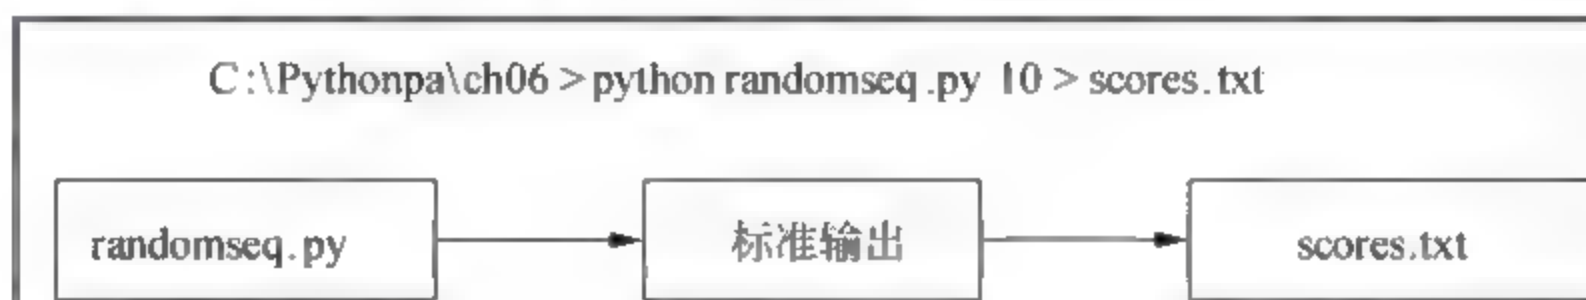 C:\Pythonpa\ch06 >python randomseq.py 10 > scores.txt
randomseq.py
标准输出
scores.txt